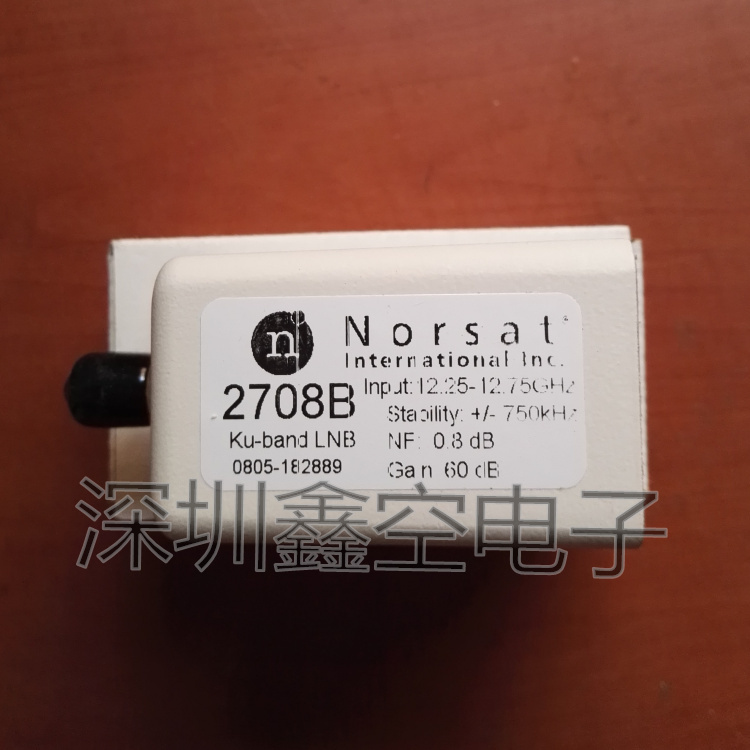 n
Norsat
International Inc.
2708B
Ku-band LNB
0805-182889
Input: 12.25-12.75GHz
Stability: +/- 750kHz
NF: 0.8 dB
Gain 60 dB
深圳鑫空电子